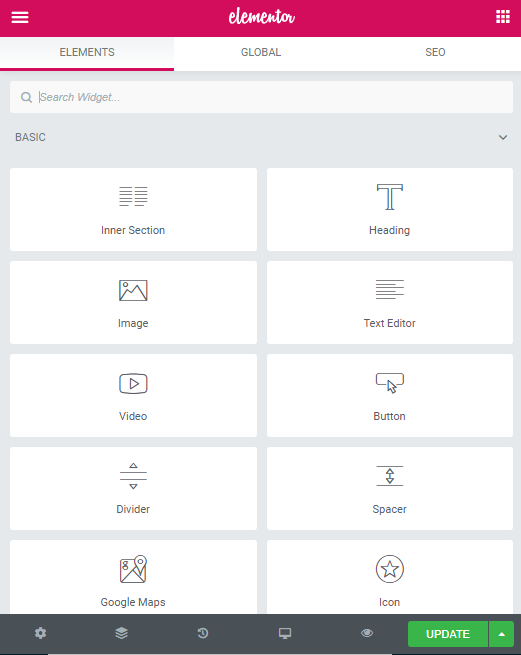 elementor
ELEMENTS GLOBAL SEO
Search Widget...
BASIC
Inner Section Heading
Image Text Editor
Video Button
Divider Spacer
Google Maps Icon
UPDATE